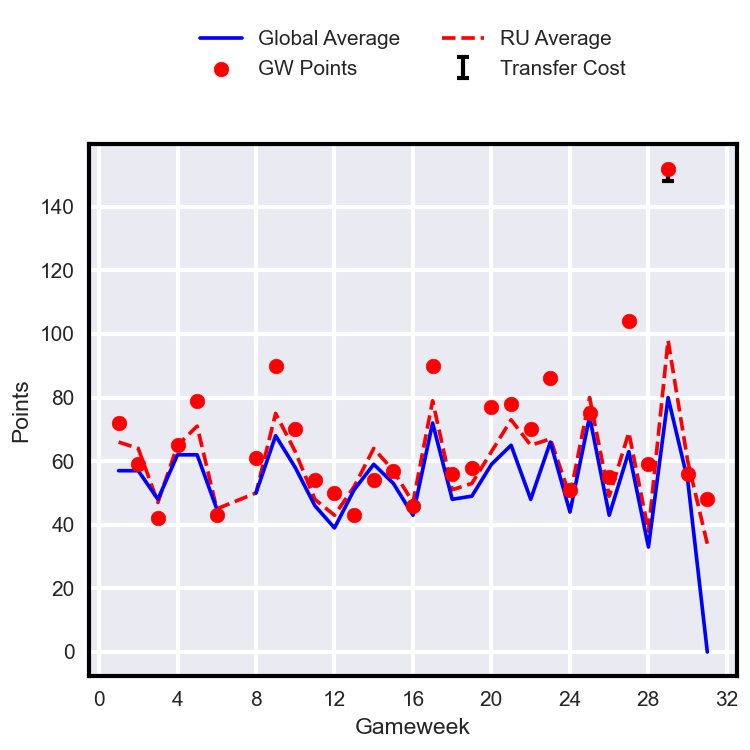 Global Average
RU Average
GW Points
Transfer Cost
140
120
100
80
60
40
20
0
Points
0 4 8 12 16 20 24 28 32
Gameweek